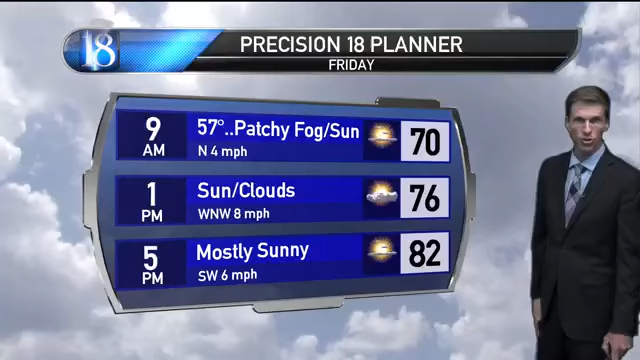 18
PRECISION 18 PLANNER
FRIDAY
9
AM
57°..Patchy Fog/Sun
N 4 mph
70
1
PM
Sun/Clouds
WNW 8 mph
76
5
PM
Mostly Sunny
SW 6 mph
82